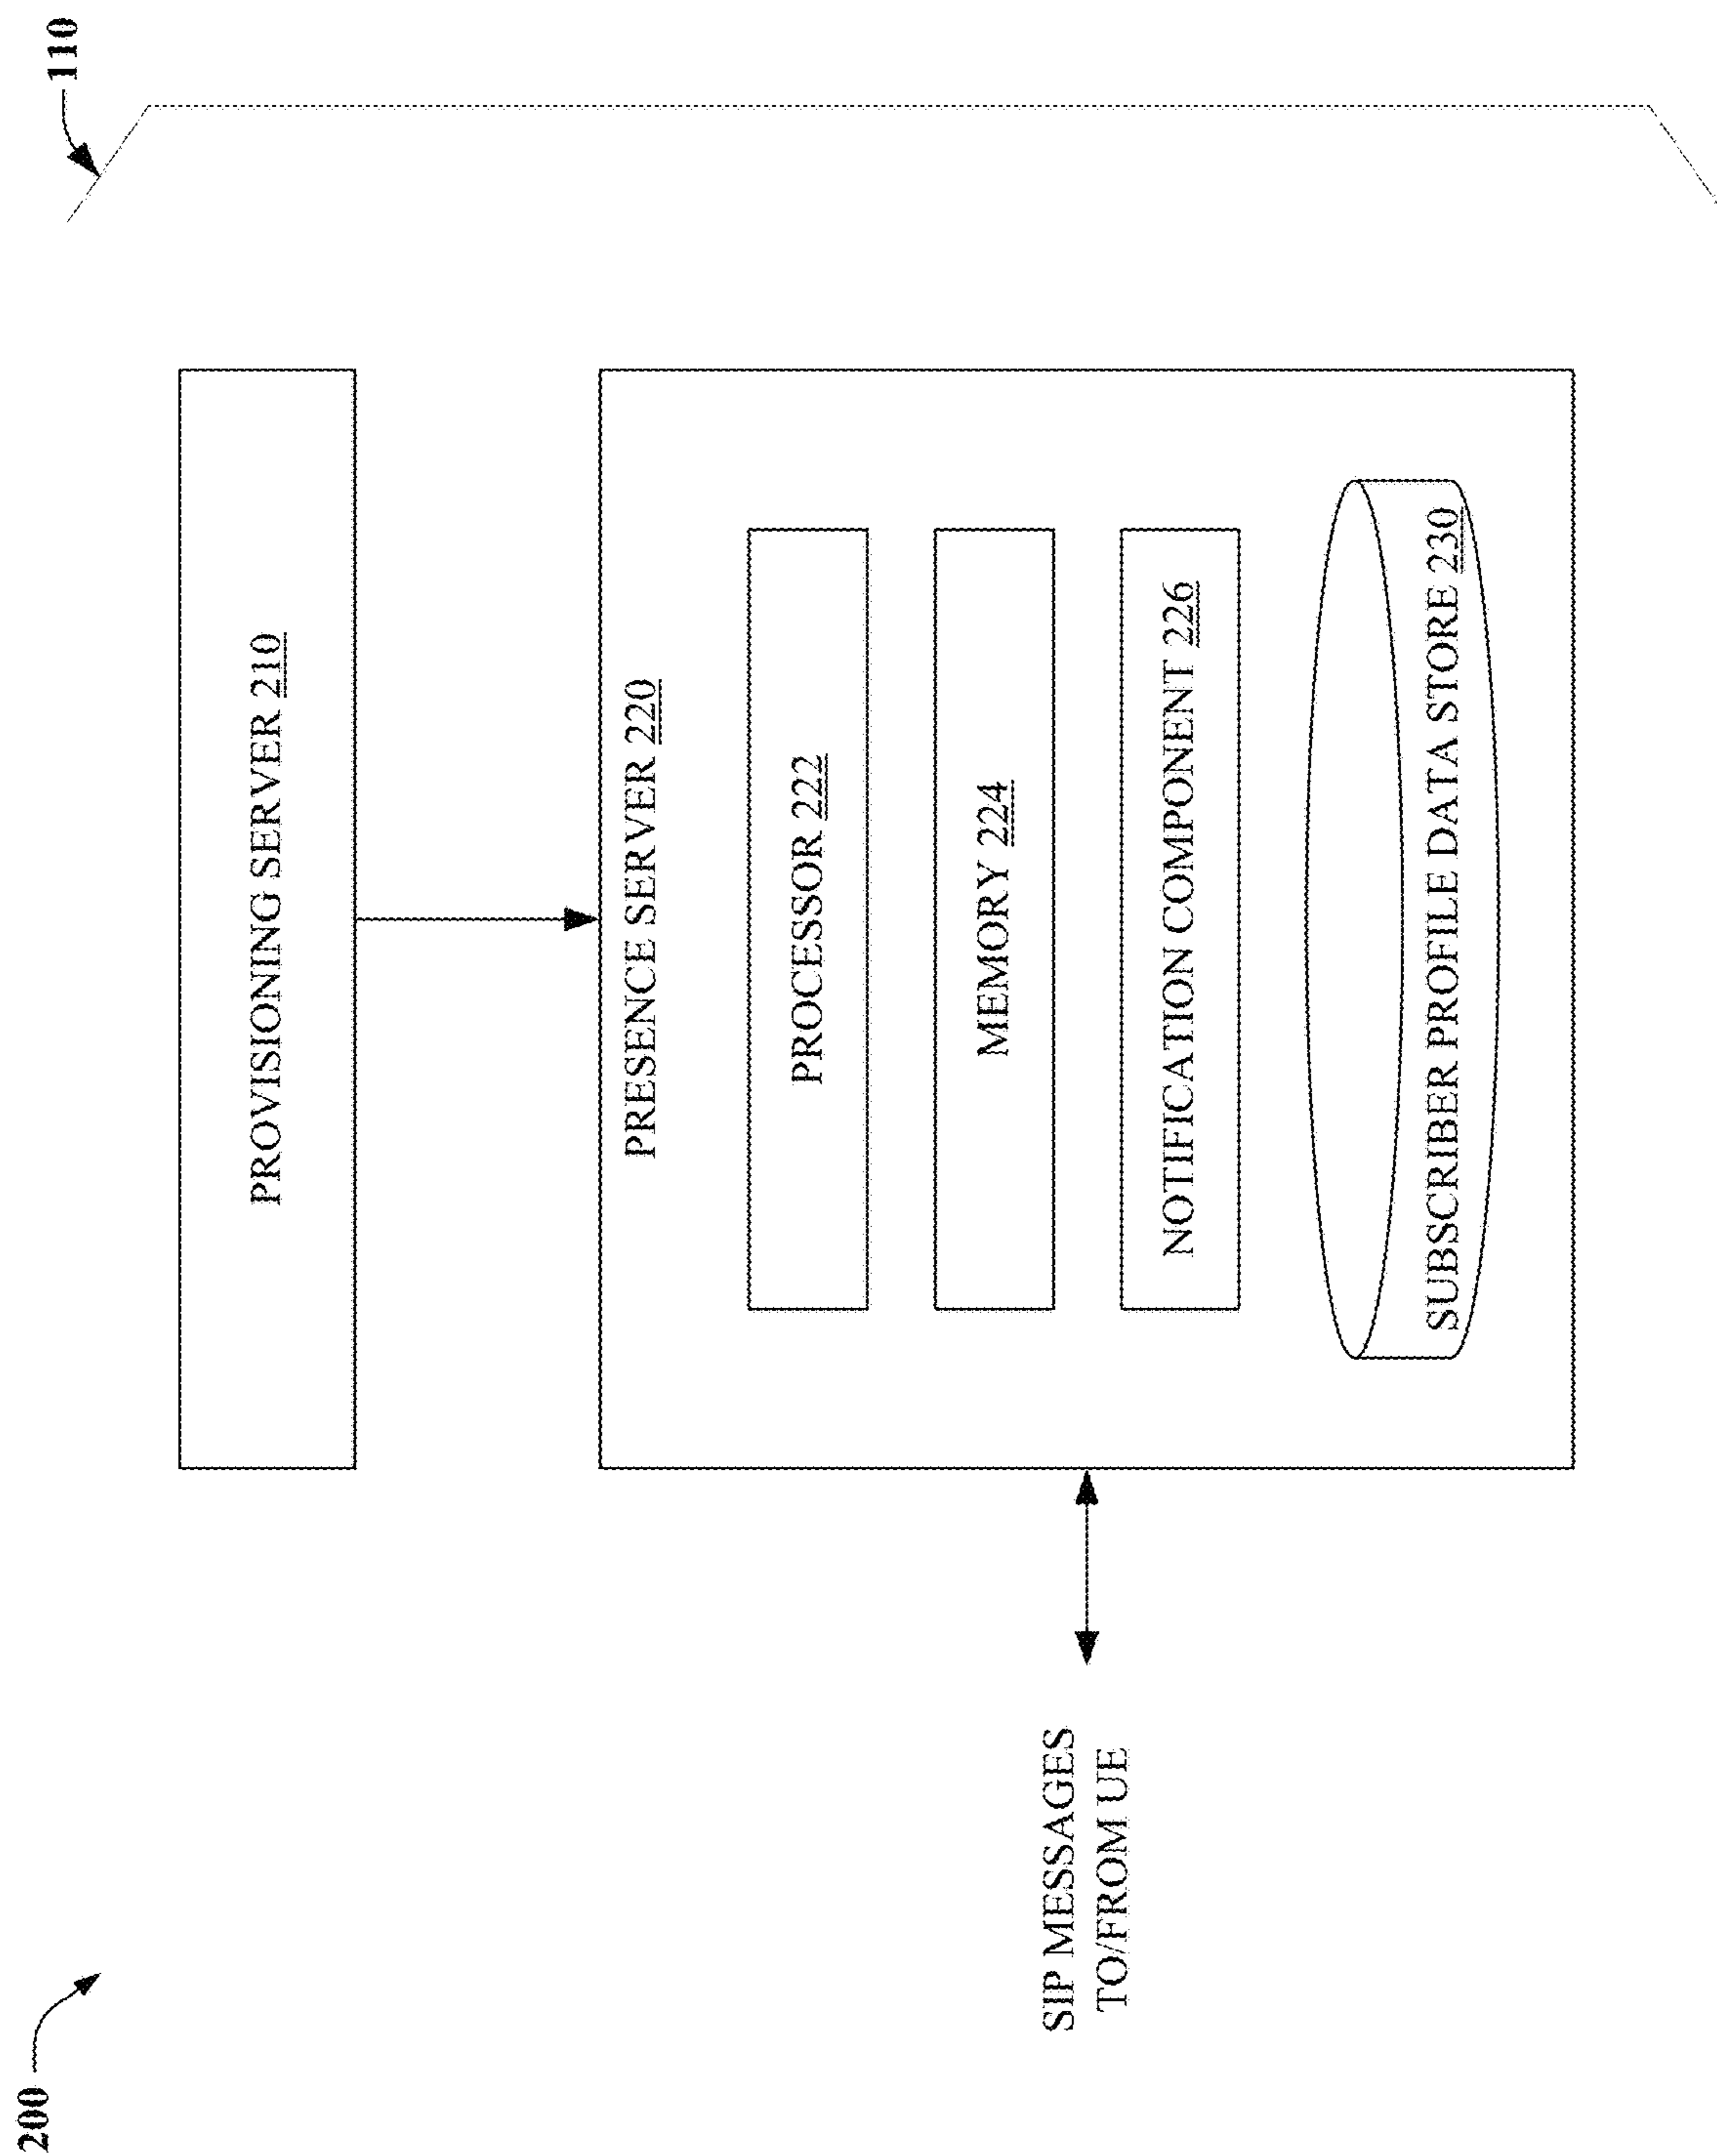 200
110
PROVISIONING SERVER 210
PRESENCE SERVER 220
PROCESSOR 222
MEMORY 224
NOTIFICATION COMPONENT 226
SUBSCRIBER PROFILE DATA STORE 230
SIP MESSAGES
TO/FROM UE